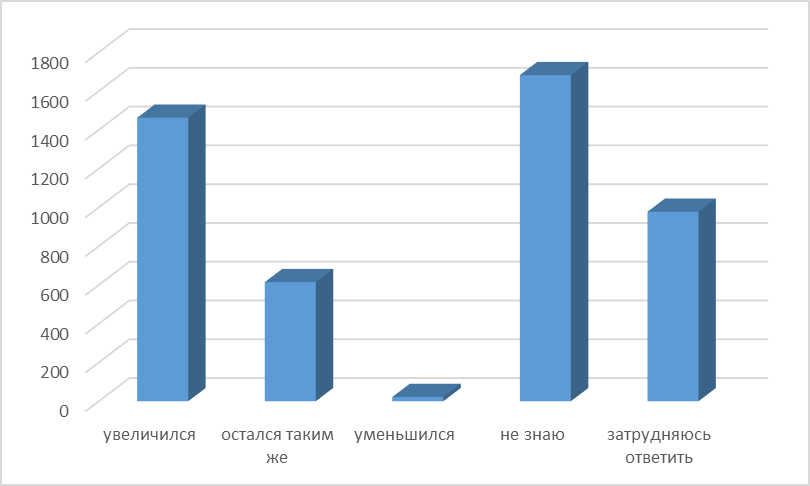 1800
1600
1400
1200
1000
800
600
400
200
0
увеличился
остался таким
же
уменьшился
не знаю
затрудняюсь
ответить